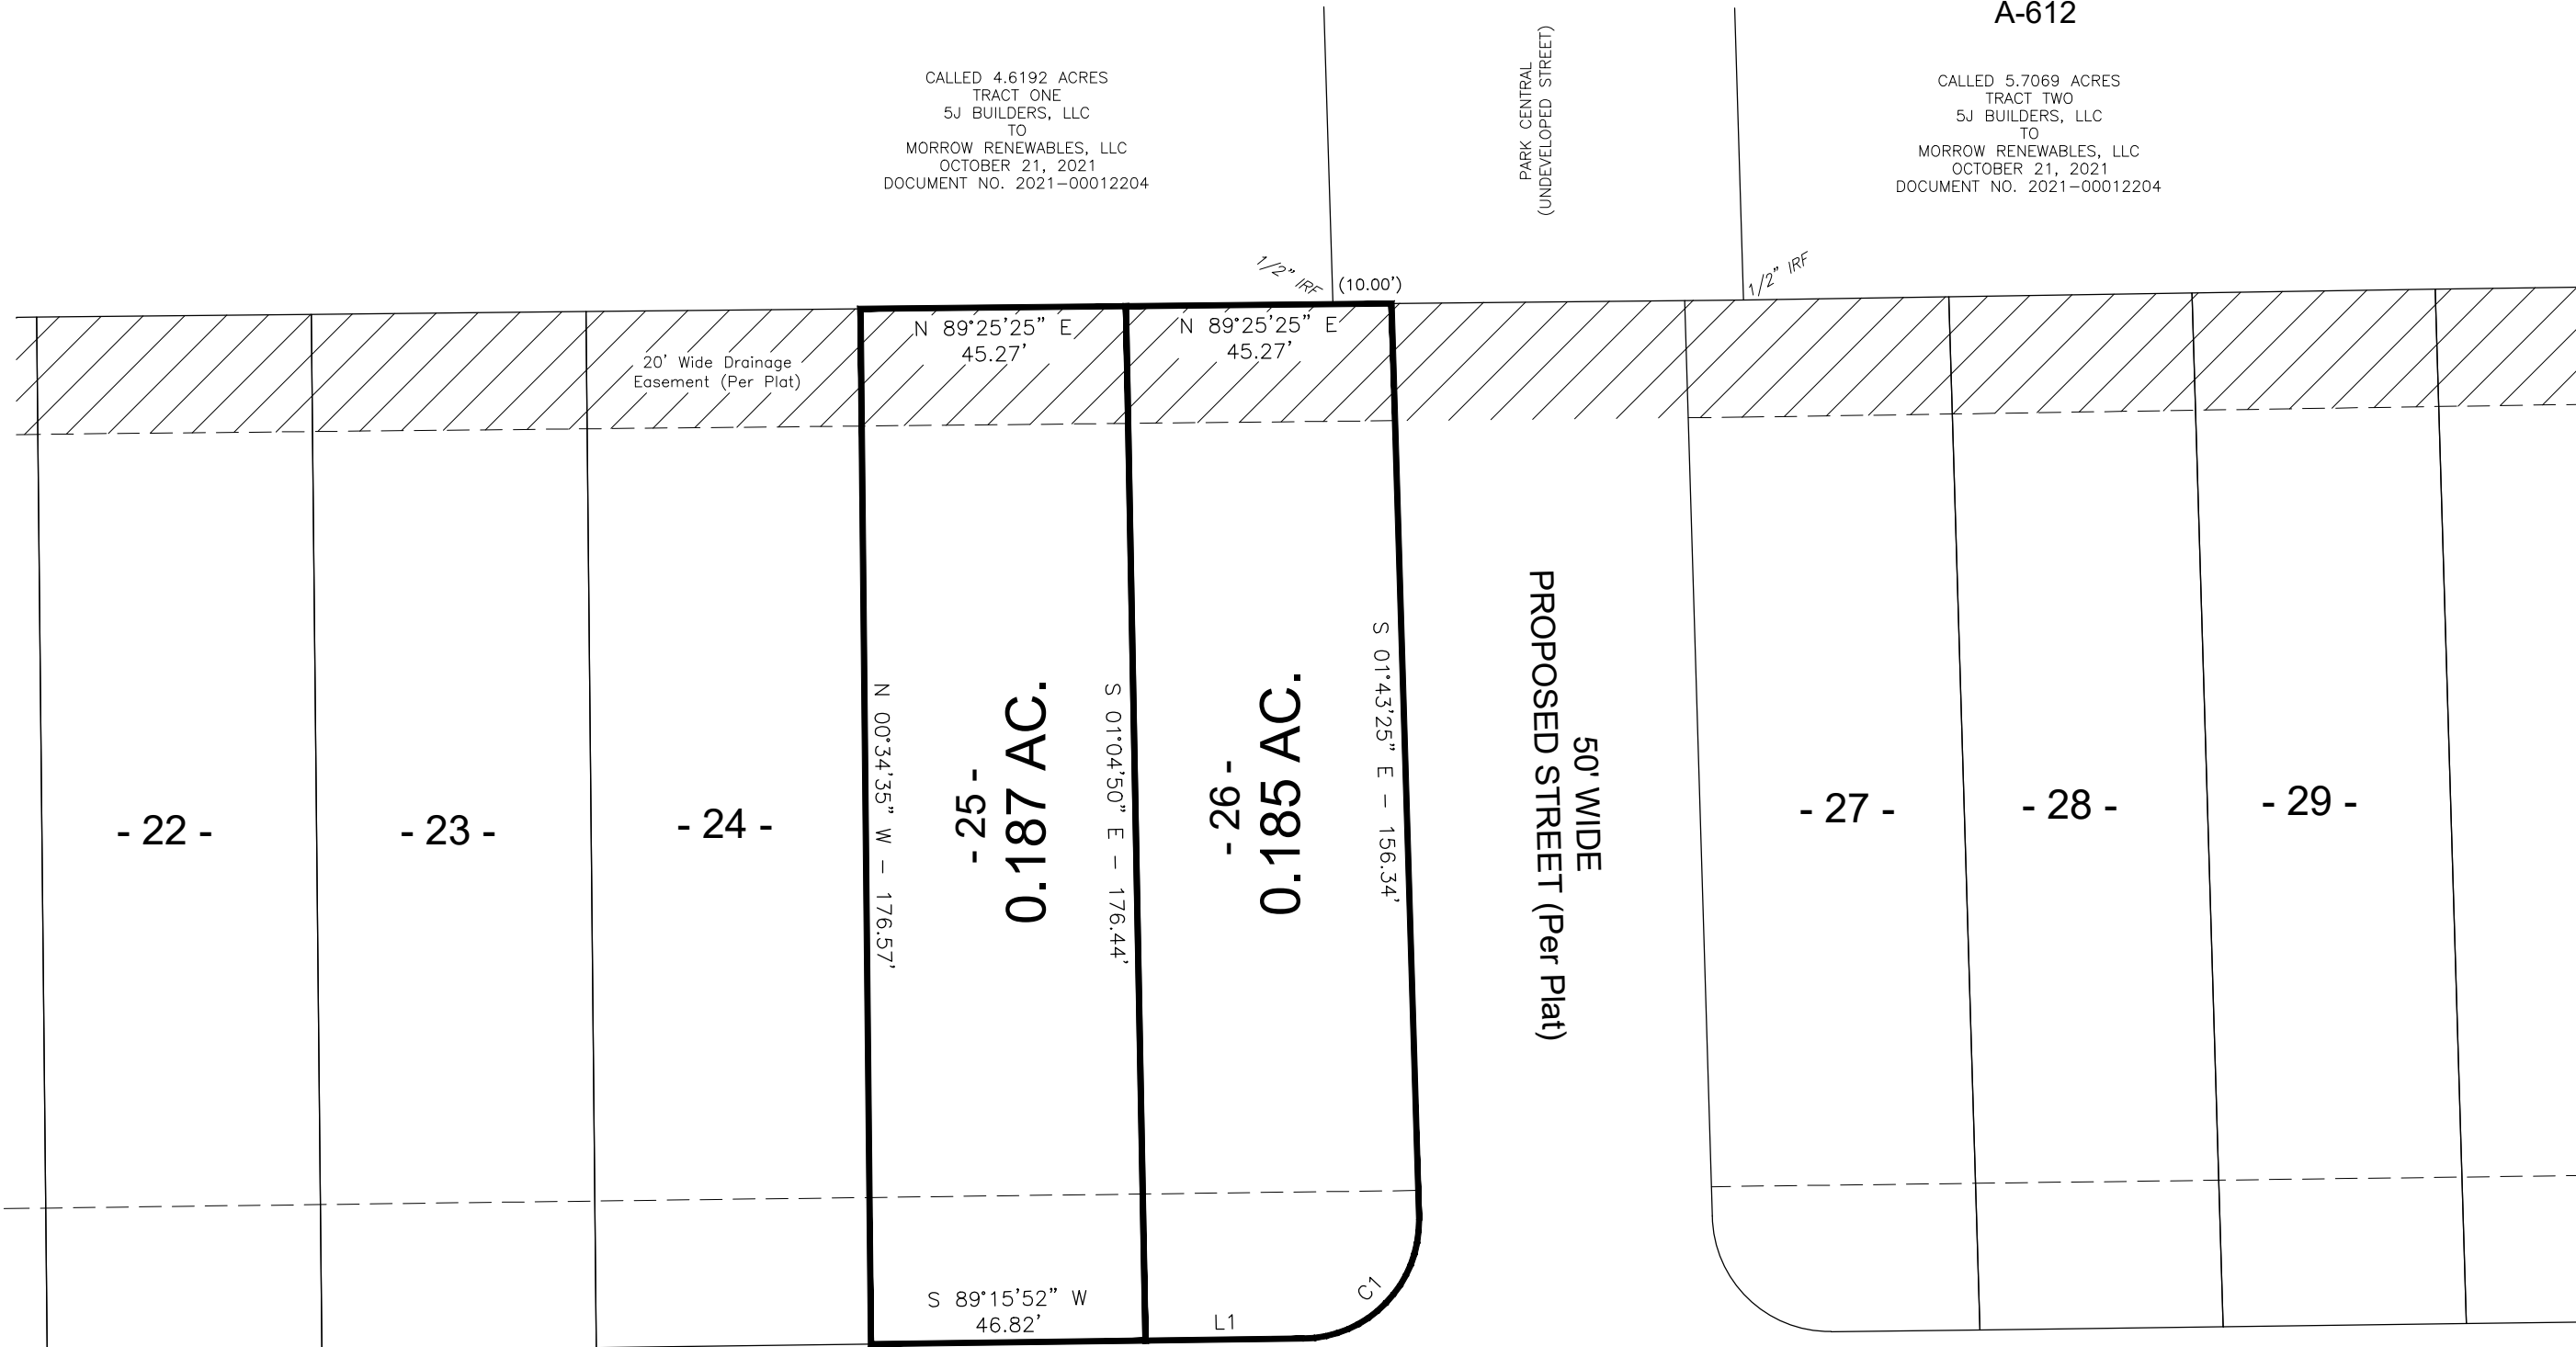 A-612
CALLED 4.6192 ACRES
TRACT ONE
5J BUILDERS, LLC
TO
MORROW RENEWABLES, LLC
OCTOBER 21, 2021
DOCUMENT NO. 2021-00012204
PARK CENTRAL
(UNDEVELOPED STREET)
CALLED 5.7069 ACRES
TRACT TWO
5J BUILDERS, LLC
TO
MORROW RENEWABLES, LLC
OCTOBER 21, 2021
DOCUMENT NO. 2021-00012204
1/2" IRF
(10.00')
1/2" IRF
20' Wide Drainage
Easement (Per Plat)
N 89°25'25" E
45.27'
N 89°25'25" E
45.27'
- 22 -
- 23 -
- 24 -
N 00°34'35" W - 176.57'
- 25 -
0.187 AC.
S 01°04'50" E - 176.44'
- 26 -
0.185 AC.
S 01°43'25" E - 156.34'
50' WIDE
PROPOSED STREET (Per Plat)
- 27 -
- 28 -
- 29 -
S 89°15'52" W
46.82'
L1
C1